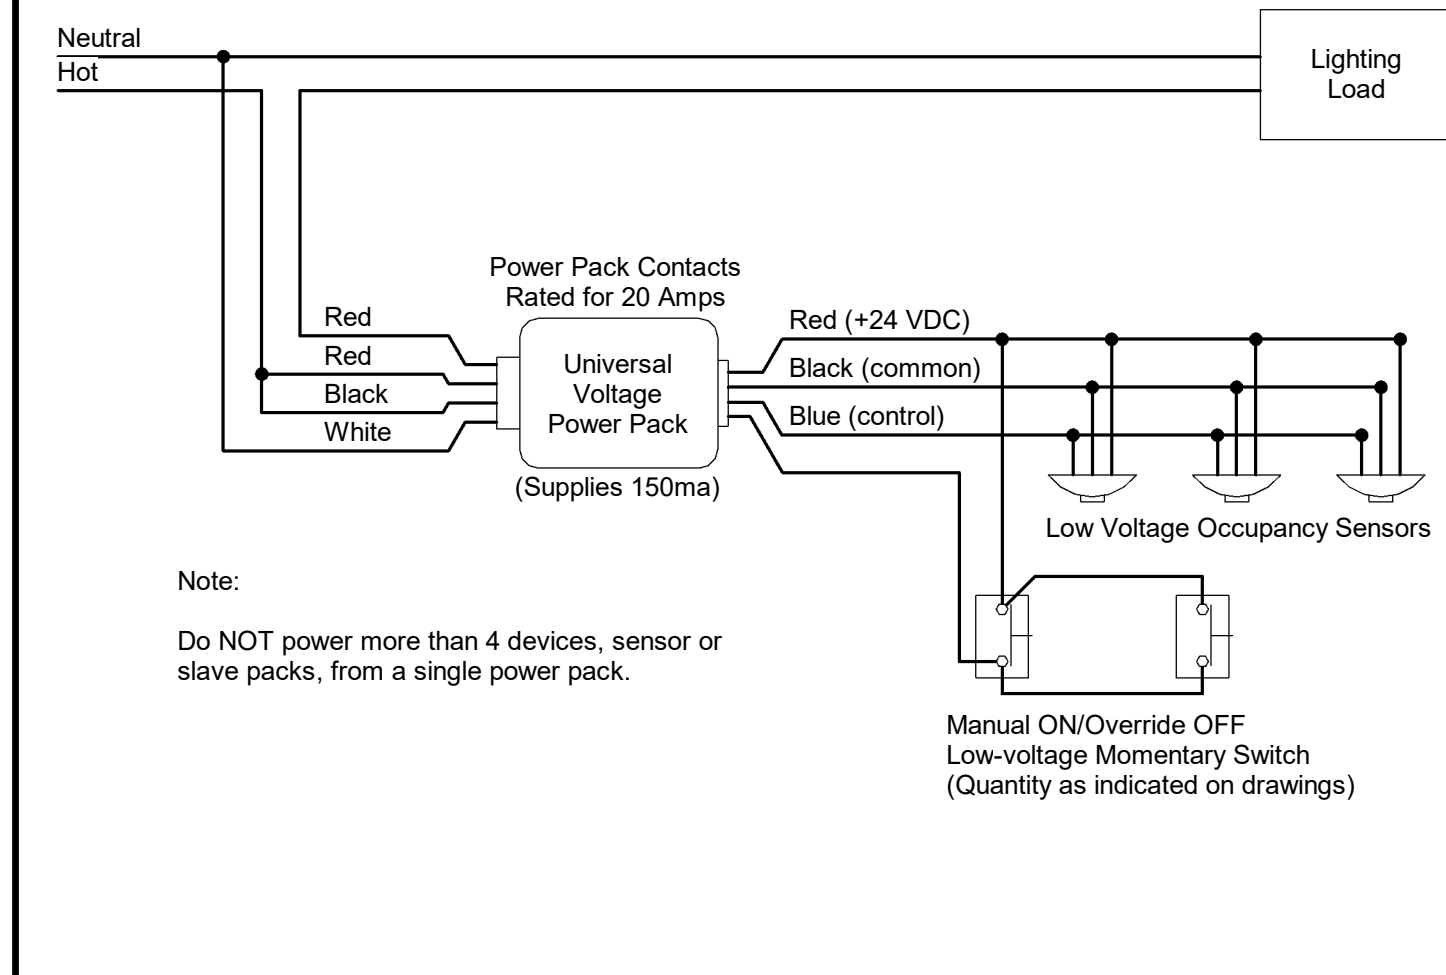 Neutral
Hot
Lighting
Load
Power Pack Contacts
Rated for 20 Amps
Red
Red
Black
White
Universal
Voltage
Power Pack
(Supplies 150ma)
Red (+24 VDC)
Black (common)
Blue (control)
Low Voltage Occupancy Sensors
Note:
Do NOT power more than 4 devices, sensor or
slave packs, from a single power pack.
Manual ON/Override OFF
Low-voltage Momentary Switch
(Quantity as indicated on drawings)